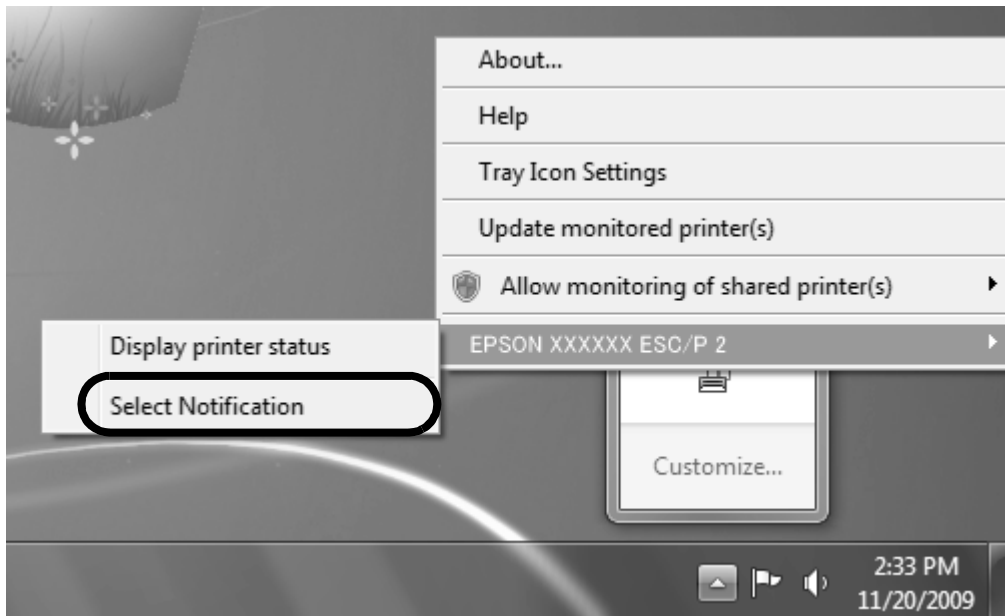 About...
Help
Tray Icon Settings
Update monitored printer(s)
Allow monitoring of shared printer(s)
EPSON XXXXXX ESC/P 2
Display printer status
Select Notification
Customize...
2:33 PM
11/20/2009